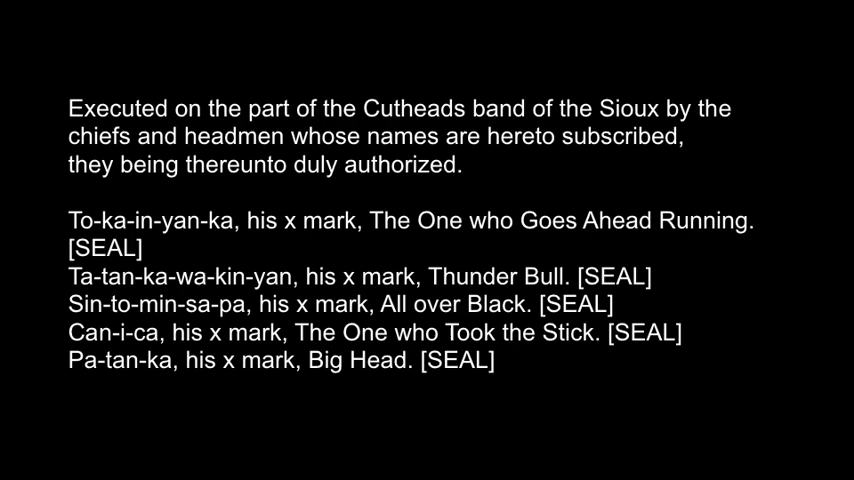 Executed on the part of the Cutheads band of the Sioux by the
chiefs and headmen whose names are hereto subscribed,
they being thereunto duly authorized.
To-ka-in-yan-ka, his x mark, The One who Goes Ahead Running.
[SEAL]
Ta-tan-ka-wa-kin-yan, his x mark, Thunder Bull. [SEAL]
Sin-to-min-sa-pa, his x mark, All over Black. [SEAL]
Can-i-ca, his x mark, The One who Took the Stick. [SEAL]
Pa-tan-ka, his x mark, Big Head. [SEAL]